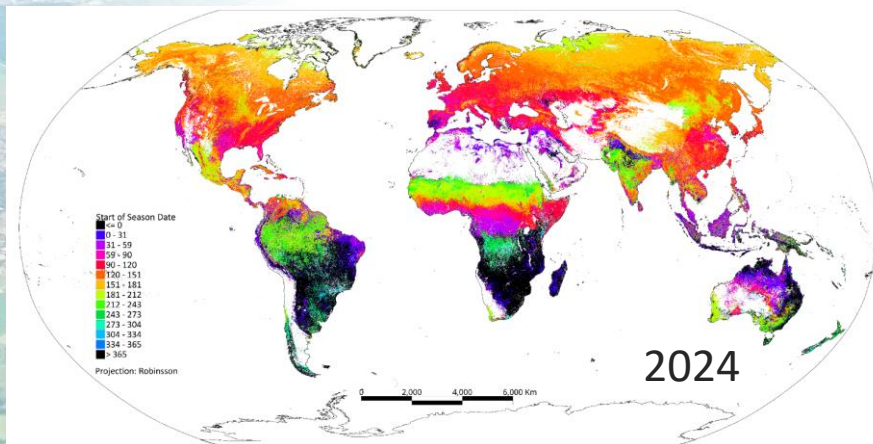 Start of Season Date
<= 0
0 - 31
31 - 59
59 - 90
90 - 120
120 - 151
151 - 181
181 - 212
212 - 243
243 - 273
273 - 304
304 - 334
334 - 365
> 365
Projection: Robinsson
2024
0 2,000 4,000 6,000 Km